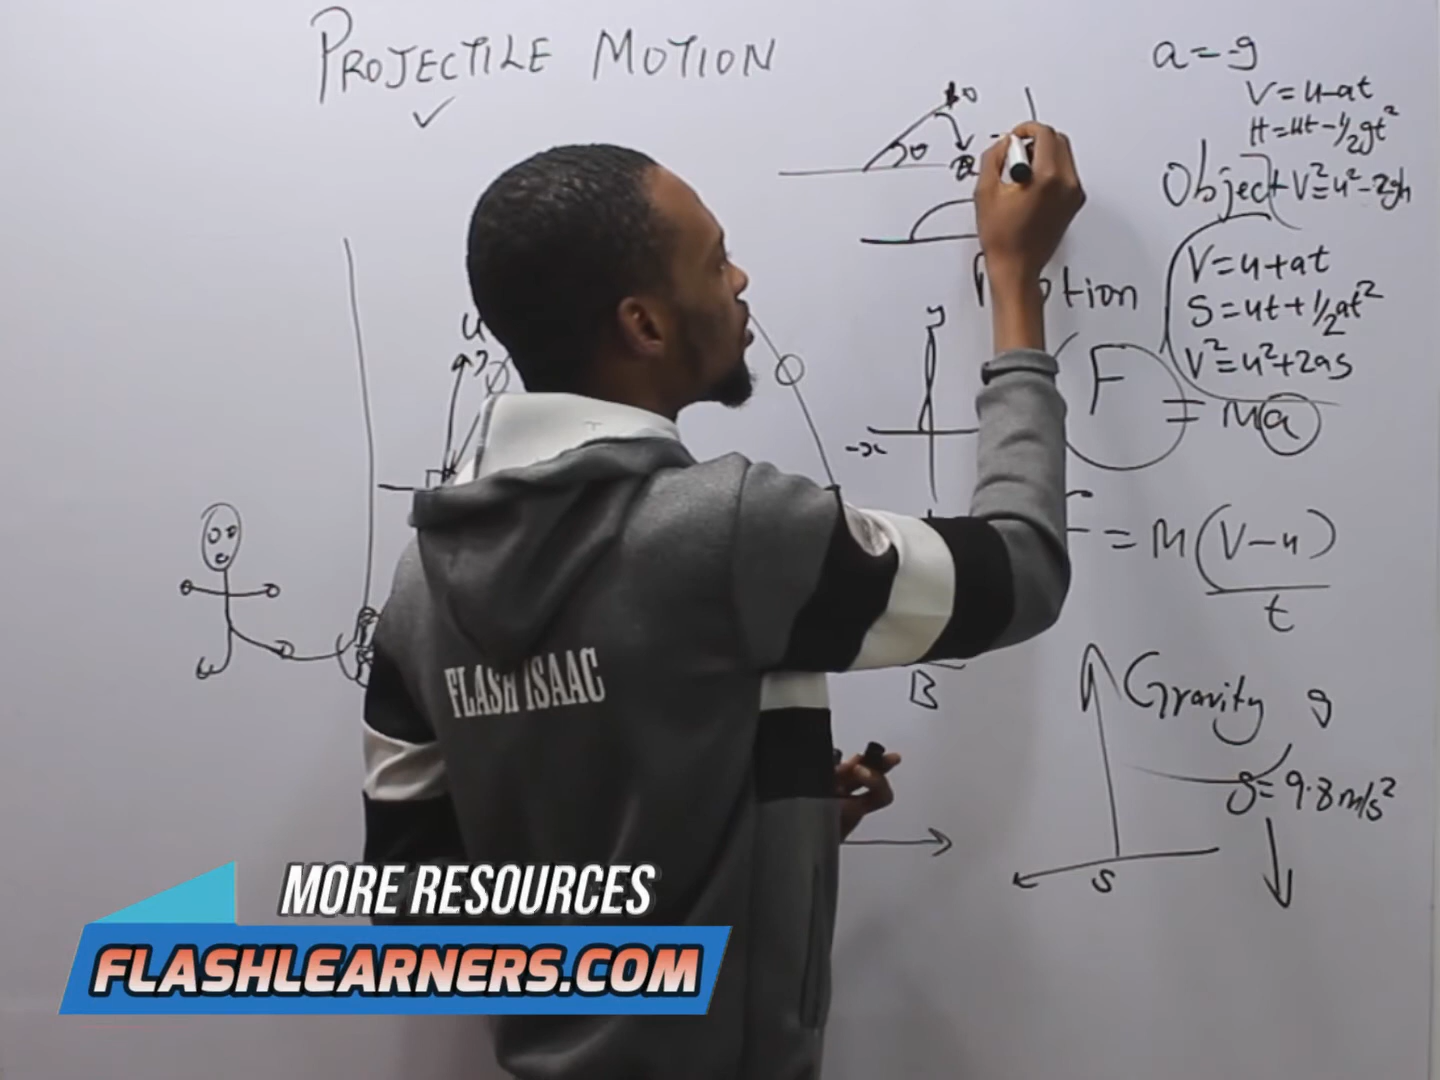 PROJECTILE MOTION
a = -g
V = u - at
H = ut - 1/2gt²
Object V² = u² - 2gh
θ
V = u + at
S = ut + 1/2at²
V² = u² + 2as
otion
y
u
F = Ma
-x
= M(V-u)
t
B
Gravity g
g = 9.8m/s²
s
FLASH ISAAC
MORE RESOURCES
FLASHLEARNERS.COM